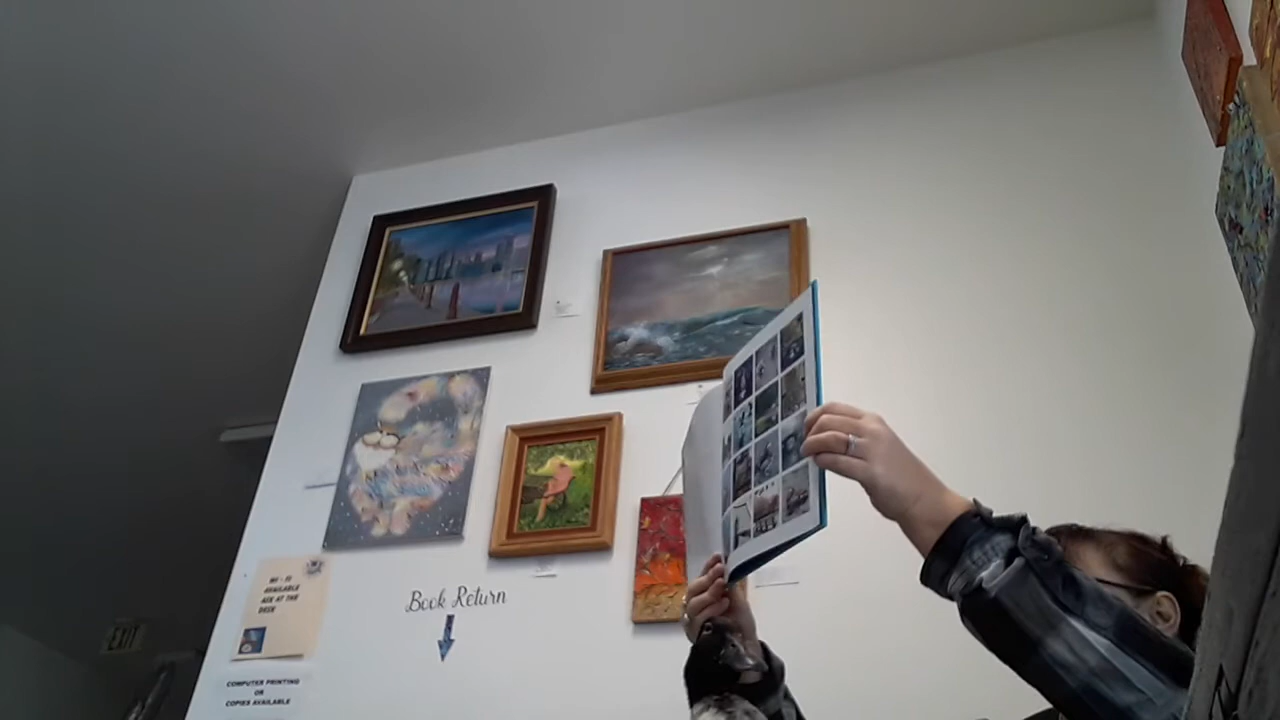 WI - FI
AVAILABLE
ASK AT THE
DESK
Book Return
EXIT
COMPUTER PRINTING
OR
COPIES AVAILABLE